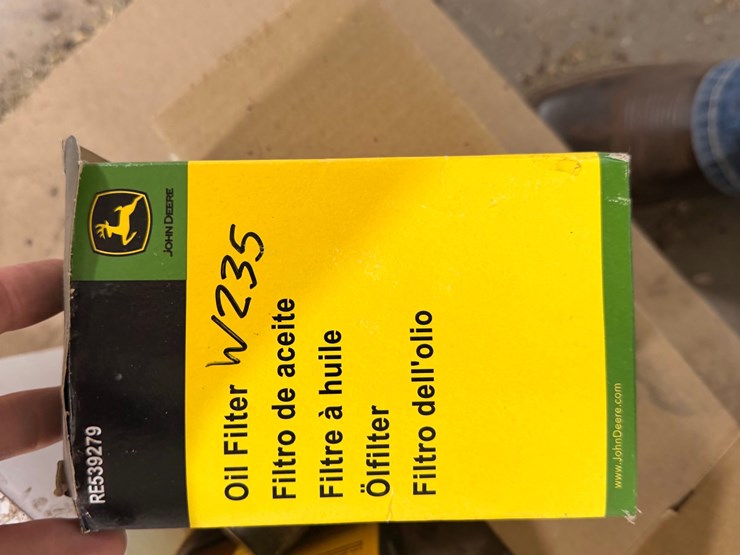 JOHN DEERE
RE539279
Oil Filter W235
Filtro de aceite
Filtre à huile
Ölfilter
Filtro dell'olio
www.JohnDeere.com